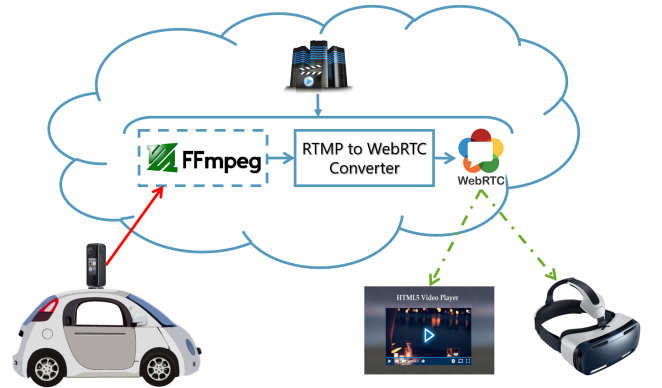 FFmpeg
RTMP to WebRTC
Converter
WebRTC
HTML5 Video Player